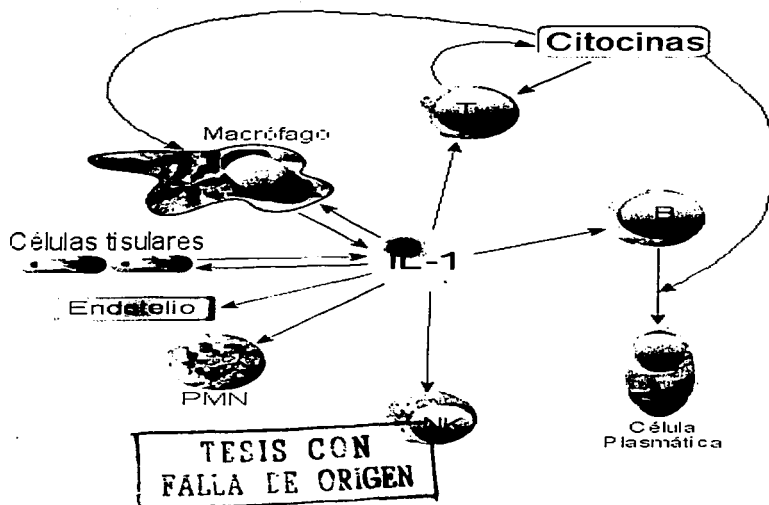 Citocinas
T
Macrófago
B
Células tisulares
IL-1
Endotelio
PMN
NK
Célula
Plasmática
TESIS CON
FALLA DE ORIGEN